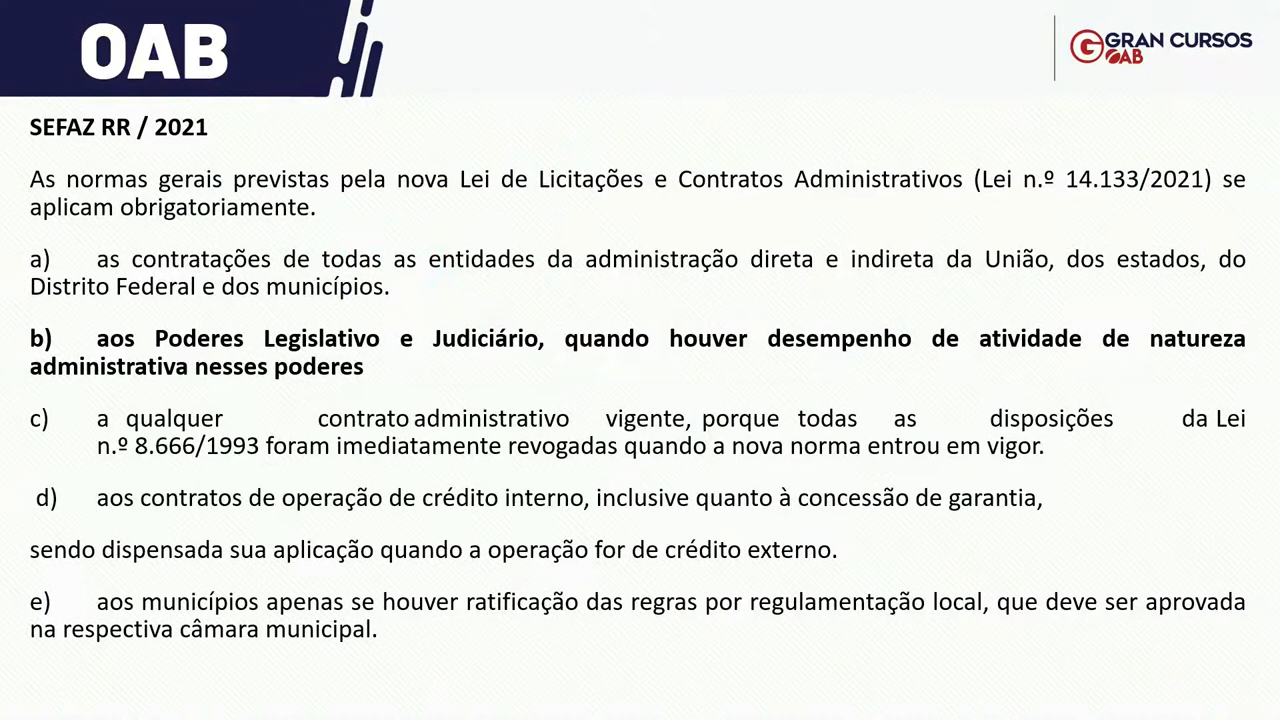 OAB
GRAN CURSOS
OAB
SEFAZ RR / 2021
As normas gerais previstas pela nova Lei de Licitações e Contratos Administrativos (Lei n.º 14.133/2021) se
aplicam obrigatoriamente.
a) as contratações de todas as entidades da administração direta e indireta da União, dos estados, do
Distrito Federal e dos municípios.
b) aos Poderes Legislativo e Judiciário, quando houver desempenho de atividade de natureza
administrativa nesses poderes
c) a qualquer contrato administrativo vigente, porque todas as disposições da Lei
n.º 8.666/1993 foram imediatamente revogadas quando a nova norma entrou em vigor.
d) aos contratos de operação de crédito interno, inclusive quanto à concessão de garantia,
sendo dispensada sua aplicação quando a operação for de crédito externo.
e) aos municípios apenas se houver ratificação das regras por regulamentação local, que deve ser aprovada
na respectiva câmara municipal.